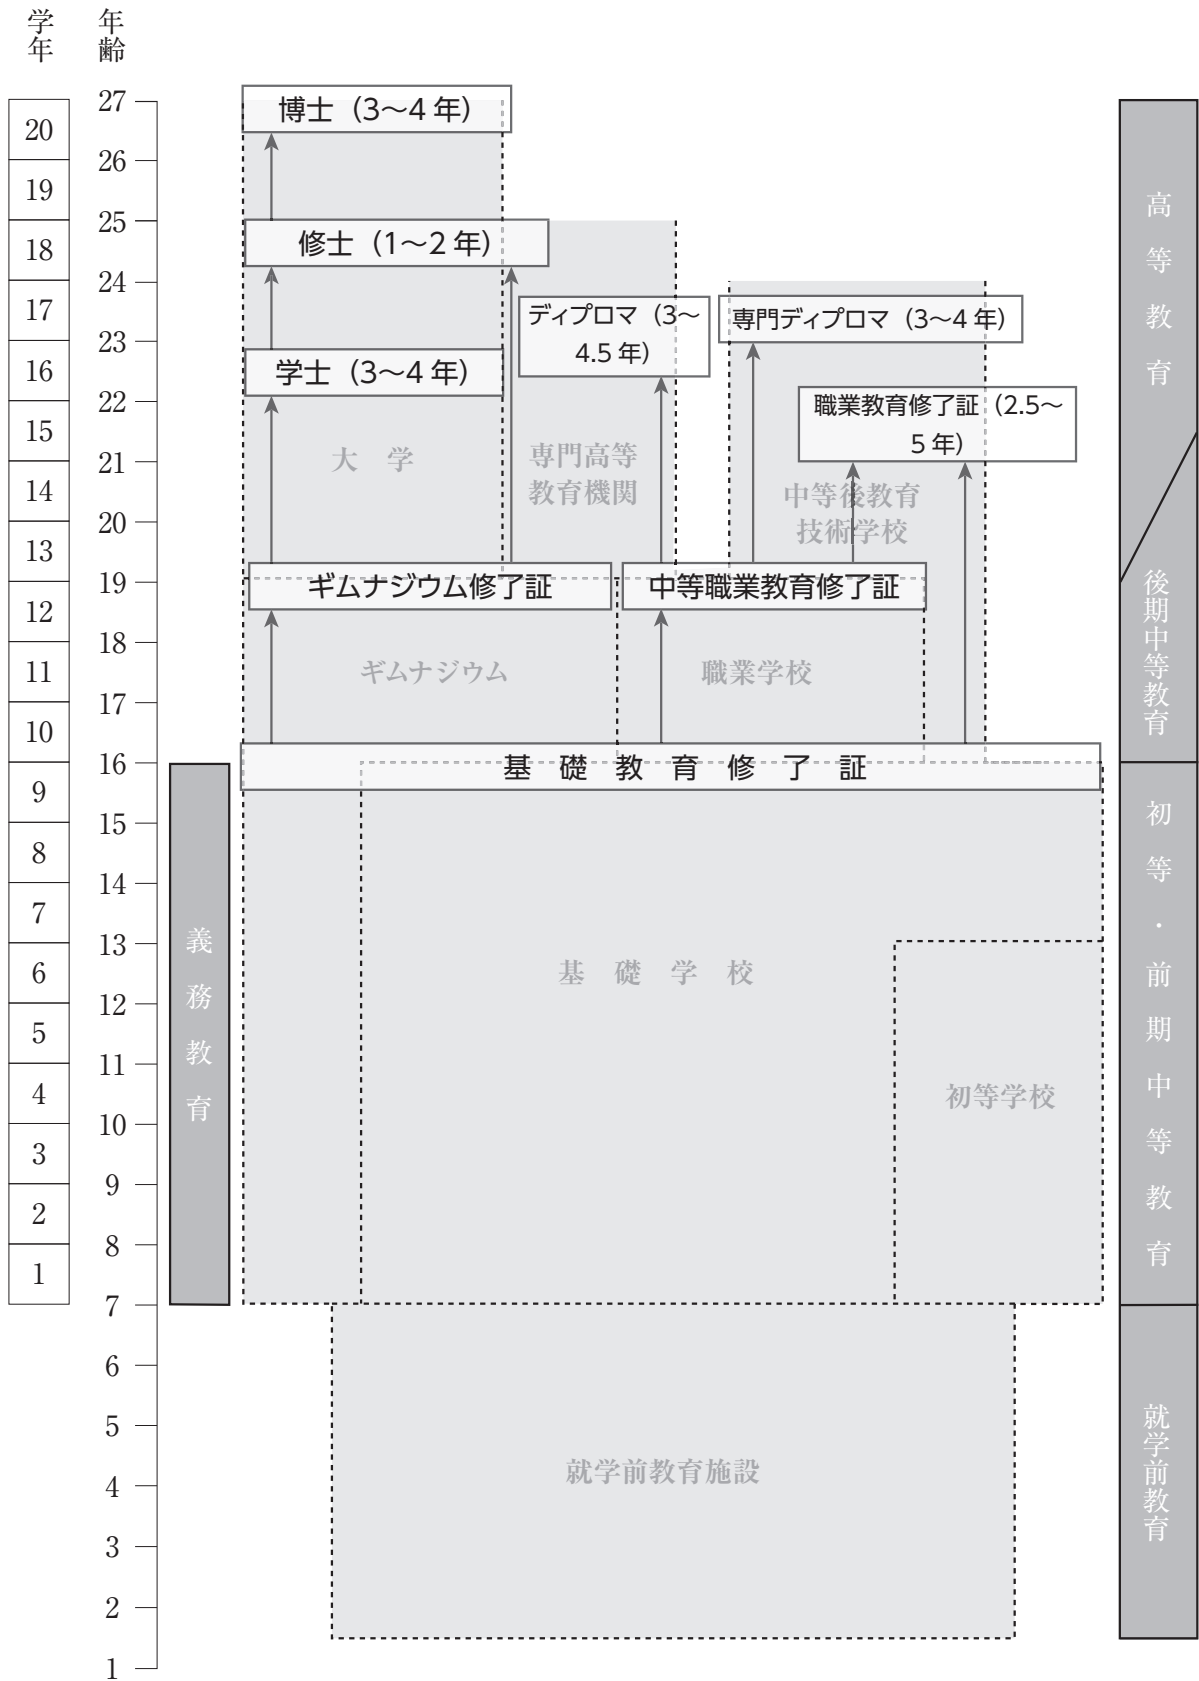 学年
年齢
27
20
26
19
25
18
24
17
23
16
22
15
21
14
20
13
19
12
18
11
17
10
16
9
15
8
14
7
13
6
12
5
11
4
10
3
9
2
8
1
7
6
5
4
3
2
1
博士（3〜4 年）
修士（1〜2 年）
ディプロマ（3〜
4.5 年）
専門ディプロマ（3〜4 年）
学士（3〜4 年）
職業教育修了証（2.5〜
5 年）
大　学
専門高等
教育機関
中等後教育
技術学校
ギムナジウム修了証
中等職業教育修了証
ギムナジウム
職業学校
基　礎　教　育　修　了　証
基　礎　学　校
初等学校
就学前教育施設
義務教育
高等教育
後期中等教育
初等・前期中等教育
就学前教育